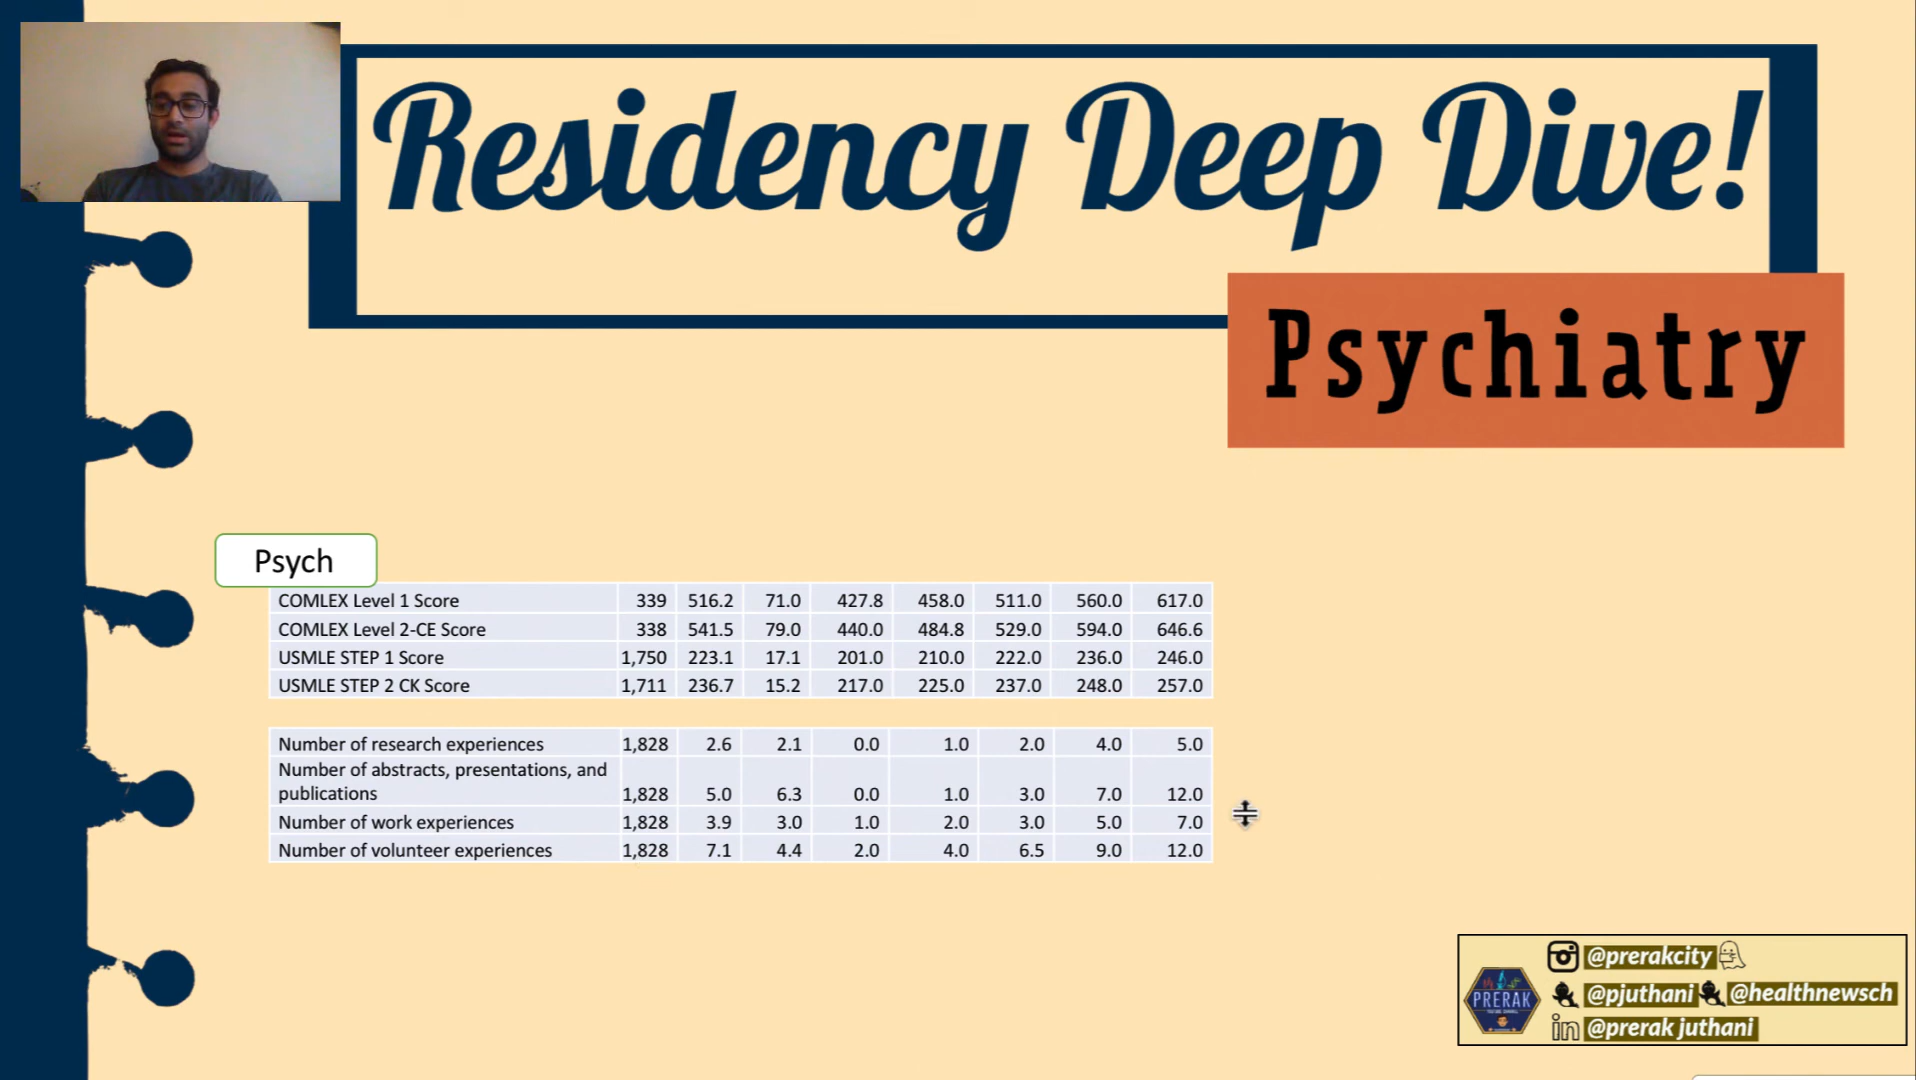 Residency Deep Dive!
Psychiatry
Psych
COMLEX Level 1 Score 339 516.2 71.0 427.8 458.0 511.0 560.0 617.0
COMLEX Level 2-CE Score 338 541.5 79.0 440.0 484.8 529.0 594.0 646.6
USMLE STEP 1 Score 1,750 223.1 17.1 201.0 210.0 222.0 236.0 246.0
USMLE STEP 2 CK Score 1,711 236.7 15.2 217.0 225.0 237.0 248.0 257.0
Number of research experiences 1,828 2.6 2.1 0.0 1.0 2.0 4.0 5.0
Number of abstracts, presentations, and
publications 1,828 5.0 6.3 0.0 1.0 3.0 7.0 12.0
Number of work experiences 1,828 3.9 3.0 1.0 2.0 3.0 5.0 7.0
Number of volunteer experiences 1,828 7.1 4.4 2.0 4.0 6.5 9.0 12.0
@prerakcity
@pjuthani @healthnewsch
in @prerak juthani
PRERAK